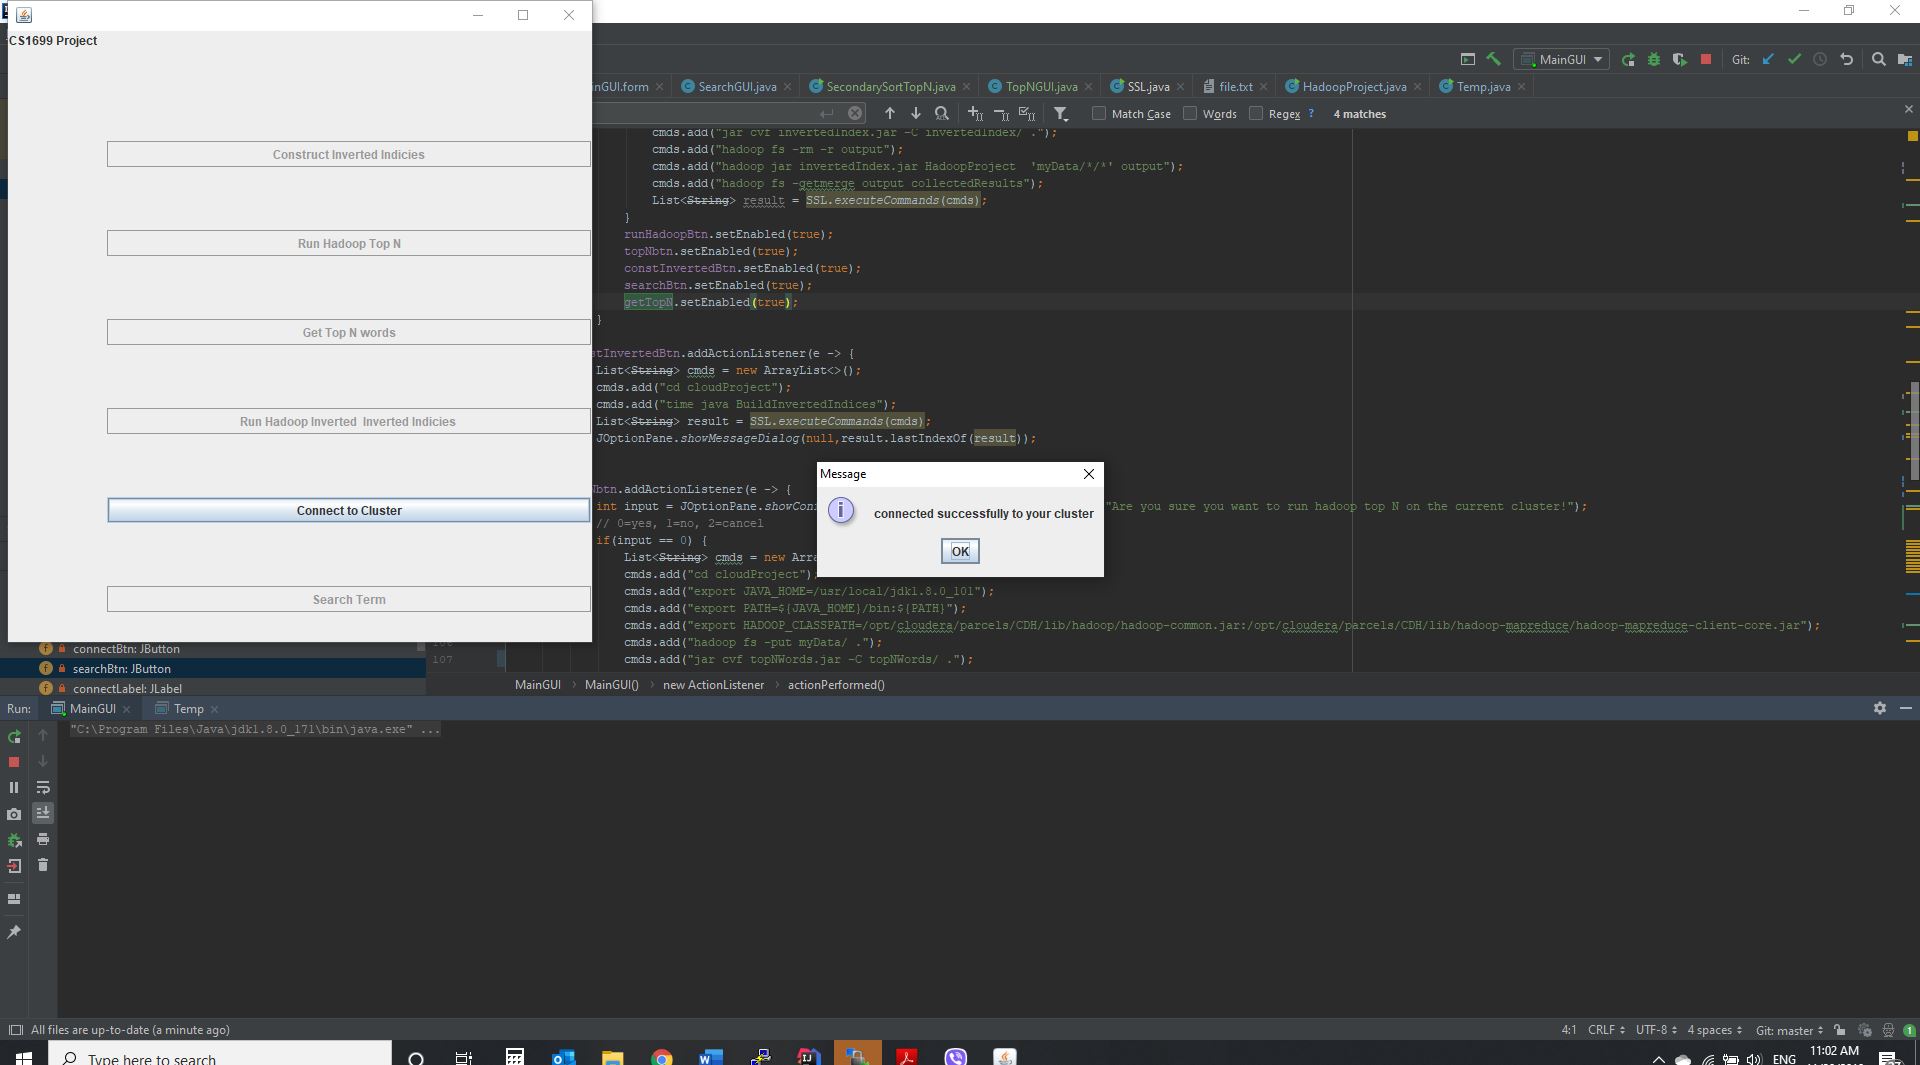 CS1699 Project
Construct Inverted Indicies
Run Hadoop Top N
Get Top N words
Run Hadoop Inverted  Inverted Indicies
Connect to Cluster
Search Term
MainGUI
Git:
nGUI.form
SearchGUI.java
SecondarySortTopN.java
TopNGUI.java
SSL.java
file.txt
HadoopProject.java
Temp.java
Match Case
Words
Regex ?
4 matches
cmds.add("jar cvf invertedIndex.jar -C invertedIndex/ .");
cmds.add("hadoop fs -rm -r output");
cmds.add("hadoop jar invertedIndex.jar HadoopProject  'myData/*/*' output");
cmds.add("hadoop fs -getmerge output collectedResults");
List<String> result = SSL.executeCommands(cmds);
}
runHadoopBtn.setEnabled(true);
topNbtn.setEnabled(true);
constInvertedBtn.setEnabled(true);
searchBtn.setEnabled(true);
getTopN.setEnabled(true);
}
stInvertedBtn.addActionListener(e -> {
List<String> cmds = new ArrayList<>();
cmds.add("cd cloudProject");
cmds.add("time java BuildInvertedIndices");
List<String> result = SSL.executeCommands(cmds);
JOptionPane.showMessageDialog(null,result.lastIndexOf(result));
Nbtn.addActionListener(e -> {
int input = JOptionPane.showCon "Are you sure you want to run hadoop top N on the current cluster!");
// 0=yes, 1=no, 2=cancel
if(input == 0) {
List<String> cmds = new Arra
cmds.add("cd cloudProject")
cmds.add("export JAVA_HOME=/usr/local/jdk1.8.0_101");
cmds.add("export PATH=${JAVA_HOME}/bin:${PATH}");
cmds.add("export HADOOP_CLASSPATH=/opt/cloudera/parcels/CDH/lib/hadoop/hadoop-common.jar:/opt/cloudera/parcels/CDH/lib/hadoop-mapreduce/hadoop-mapreduce-client-core.jar");
cmds.add("hadoop fs -put myData/ .");
107 cmds.add("jar cvf topNWords.jar -C topNWords/ .");
Message
connected successfully to your cluster
OK
connectBtn: JButton
searchBtn: JButton
connectLabel: JLabel
MainGUI
MainGUI()
new ActionListener
actionPerformed()
Run:
MainGUI
Temp
"C:\Program Files\Java\jdk1.8.0_171\bin\java.exe" ...
All files are up-to-date (a minute ago)
4:1
CRLF
UTF-8
4 spaces
Git: master
1
Type here to search
ENG
11:02 AM